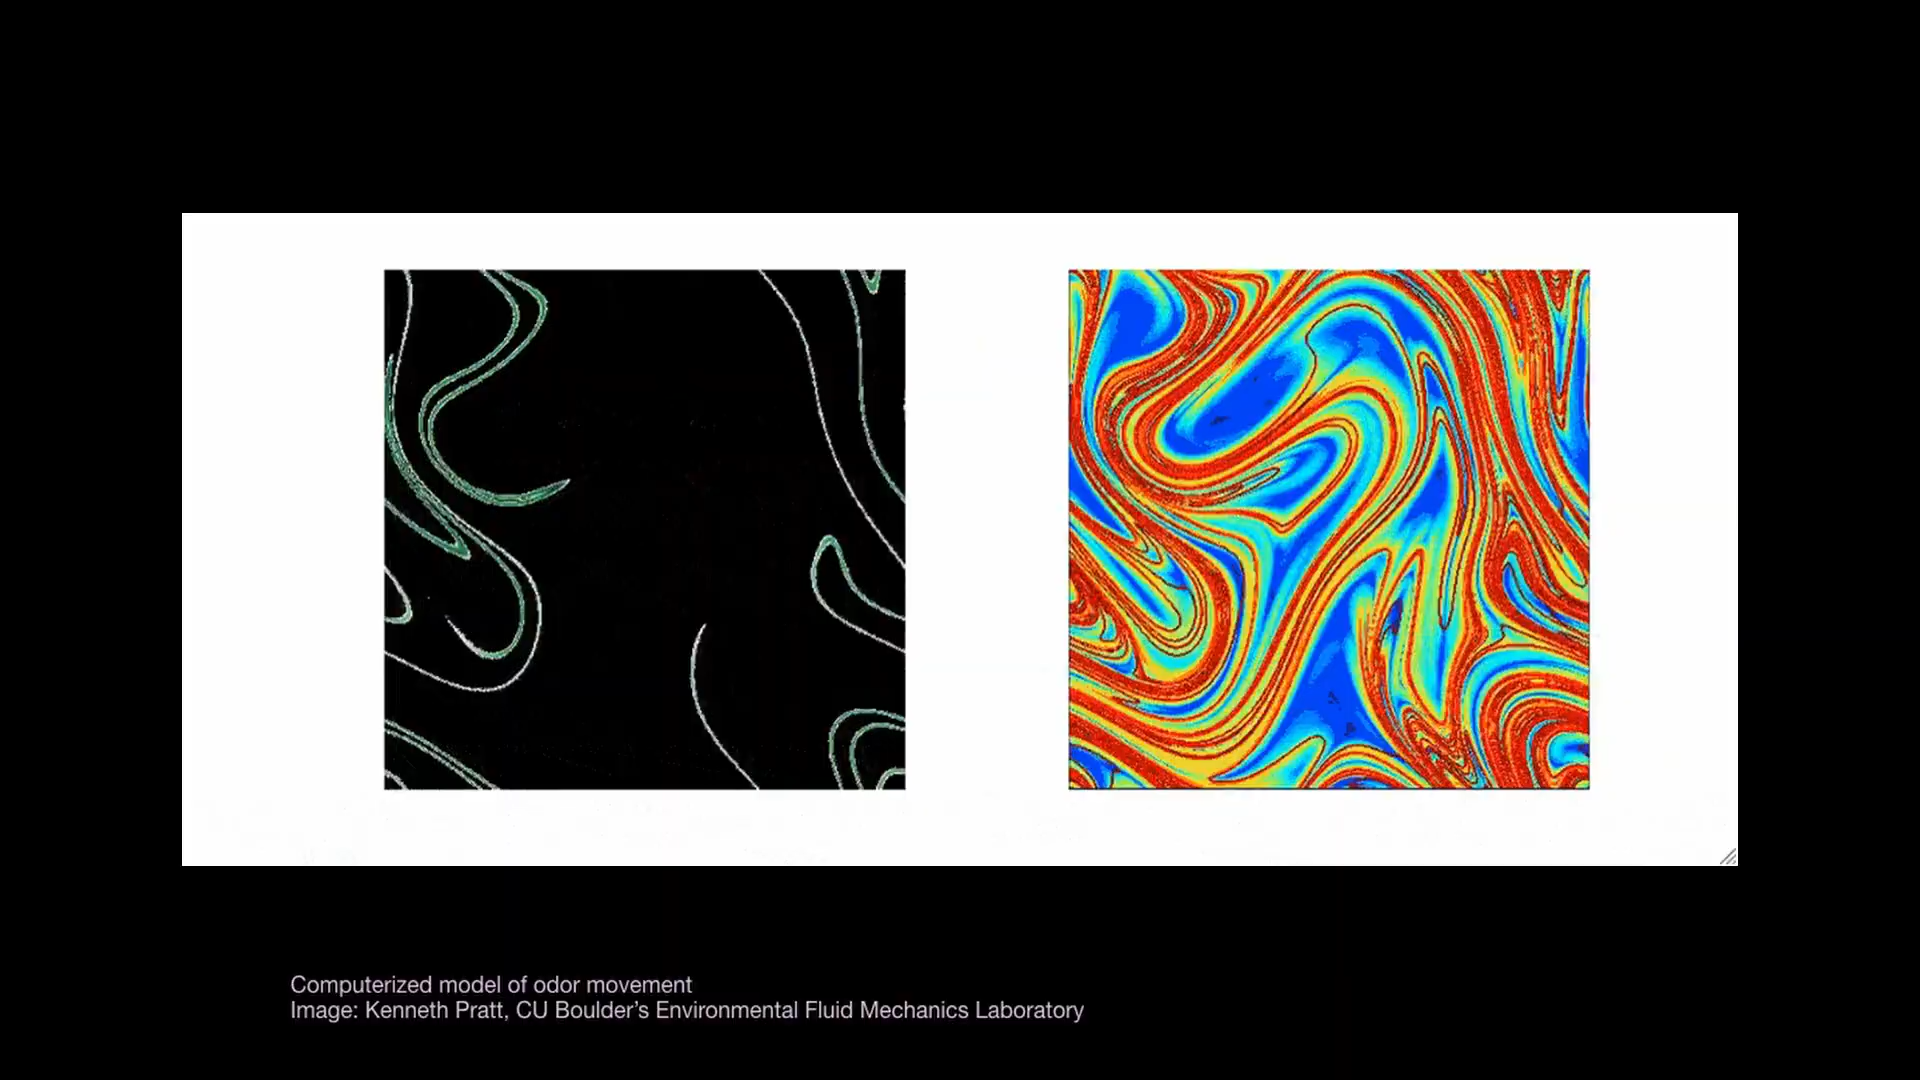 Computerized model of odor movement
Image: Kenneth Pratt, CU Boulder’s Environmental Fluid Mechanics Laboratory